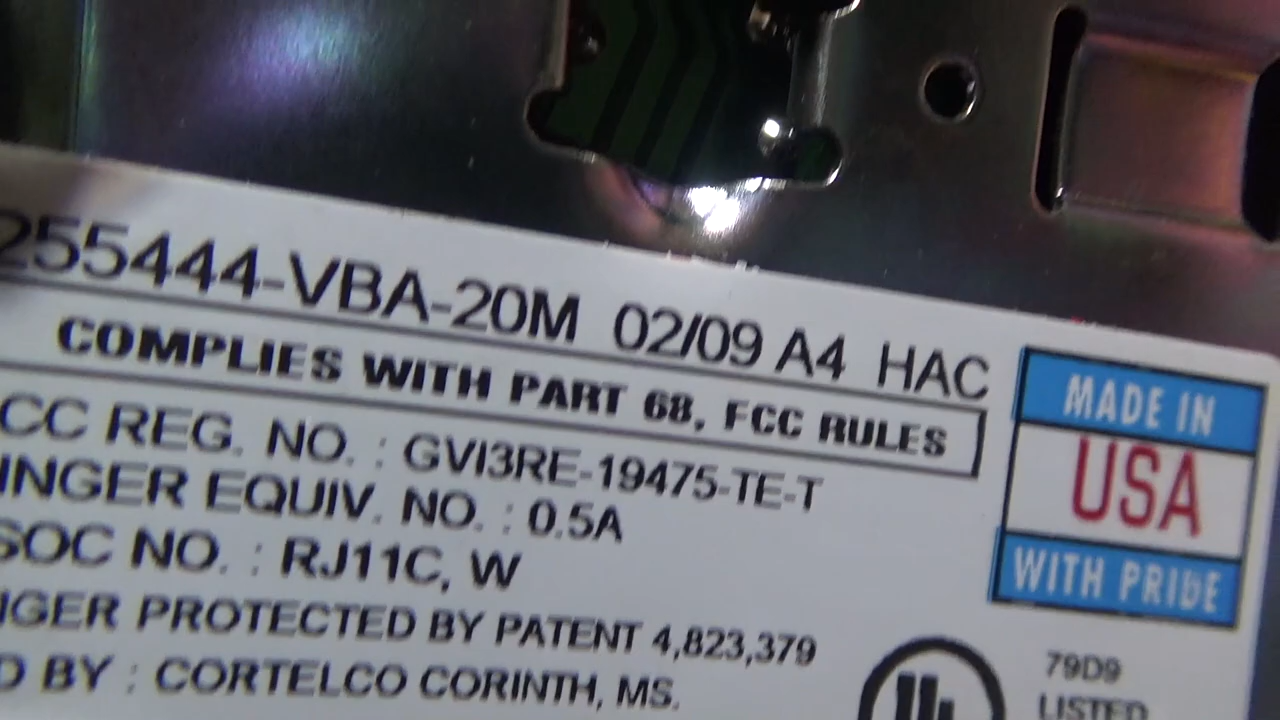 255444-VBA-20M 02/09 A4 HAC
COMPLIES WITH PART 68, FCC RULES
CC REG. NO. : GVI3RE-19475-TE-T
INGER EQUIV. NO. : 0.5A
SOC NO. : RJ11C, W
NGER PROTECTED BY PATENT 4,823,379
D BY : CORTELCO CORINTH, MS.
MADE IN
USA
WITH PRIDE
UL
79D9
LISTED